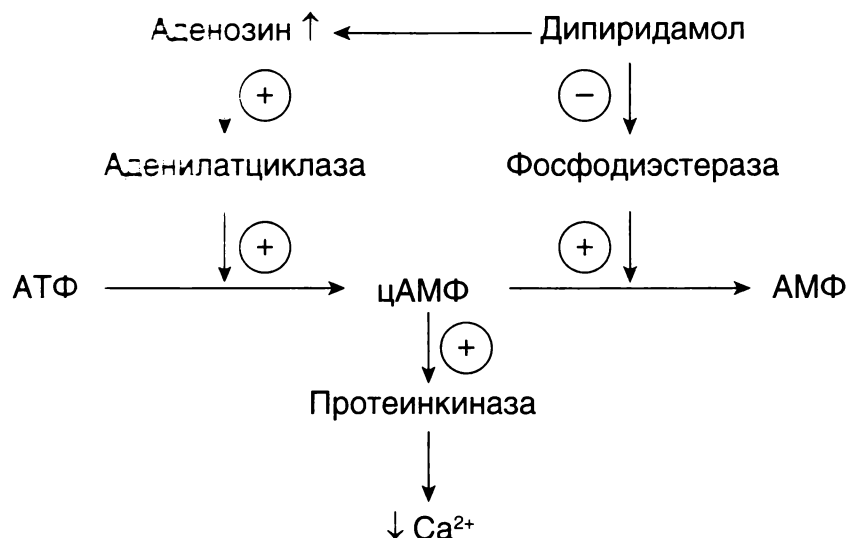 Аденозин ↑ Дипиридамол
+ −
Аденилатциклаза Фосфодиэстераза
+ +
АТФ цАМФ АМФ
+
Протеинкиназа
↓ Ca²⁺